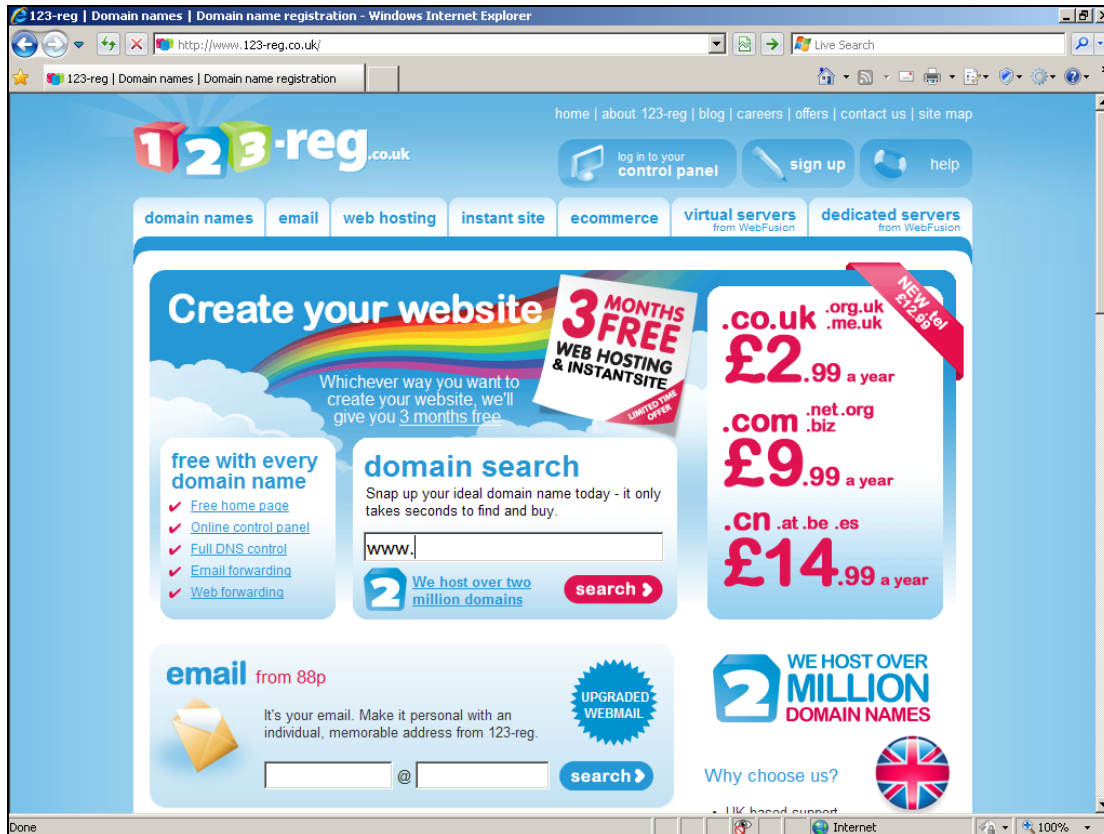 123-reg | Domain names | Domain name registration - Windows Internet Explorer
http://www.123-reg.co.uk/
Live Search
123-reg | Domain names | Domain name registration
home | about 123-reg | blog | careers | offers | contact us | site map
123-reg.co.uk
log in to your
control panel
sign up
help
domain names
email
web hosting
instant site
ecommerce
virtual servers
from WebFusion
dedicated servers
from WebFusion
Create your website
Whichever way you want to
create your website, we'll
give you 3 months free.
3 MONTHS
FREE
WEB HOSTING
& INSTANTSITE
LIMITED TIME
OFFER
NEW .tel
£12.99
.co.uk .org.uk
.me.uk
£2.99 a year
.com .net.org
.biz
£9.99 a year
.cn .at .be .es
£14.99 a year
free with every
domain name
Free home page
Online control panel
Full DNS control
Email forwarding
Web forwarding
domain search
Snap up your ideal domain name today - it only
takes seconds to find and buy.
www.
2
We host over two
million domains
search
email from 88p
It's your email. Make it personal with an
individual, memorable address from 123-reg.
UPGRADED
WEBMAIL
@
search
2
WE HOST OVER
MILLION
DOMAIN NAMES
Why choose us?
• UK based support
Done
Internet
100%